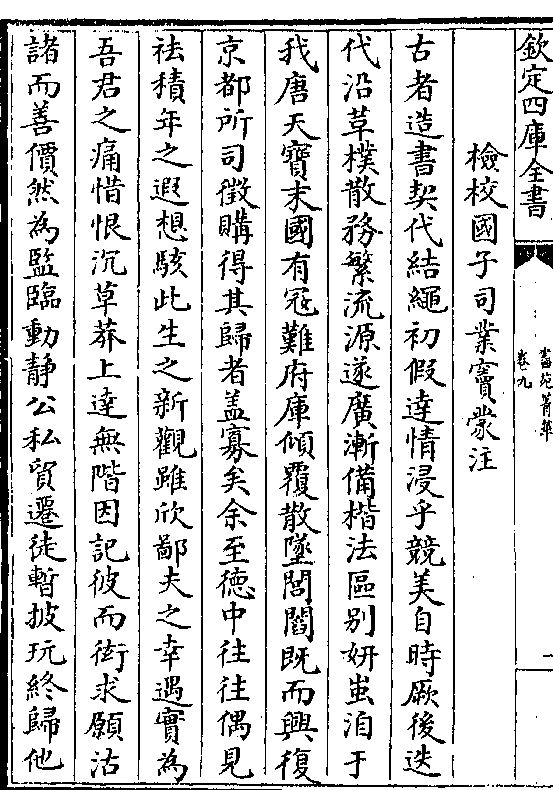 欽定四庫全書
書苑菁華
卷九
一
檢校國子司業竇蒙注
古者造書契代結繩初假達情浸乎競美自時厥後迭
代沿草樸散務繁流源遂廣漸備楷法區别妍蚩洎于
我唐天寶末國有冦難府庫傾覆散墜閭閻既而興復
京都所司徵購得其歸者盖寡矣余至徳中往往偶見
祛積年之遐想駭此生之新觀雖欣鄙夫之幸遇實為
吾君之痛惜恨沉草莽上達無階因記彼而衒求願沽
諸而善價然為監臨動静公私貿遷徒暫披玩終歸他